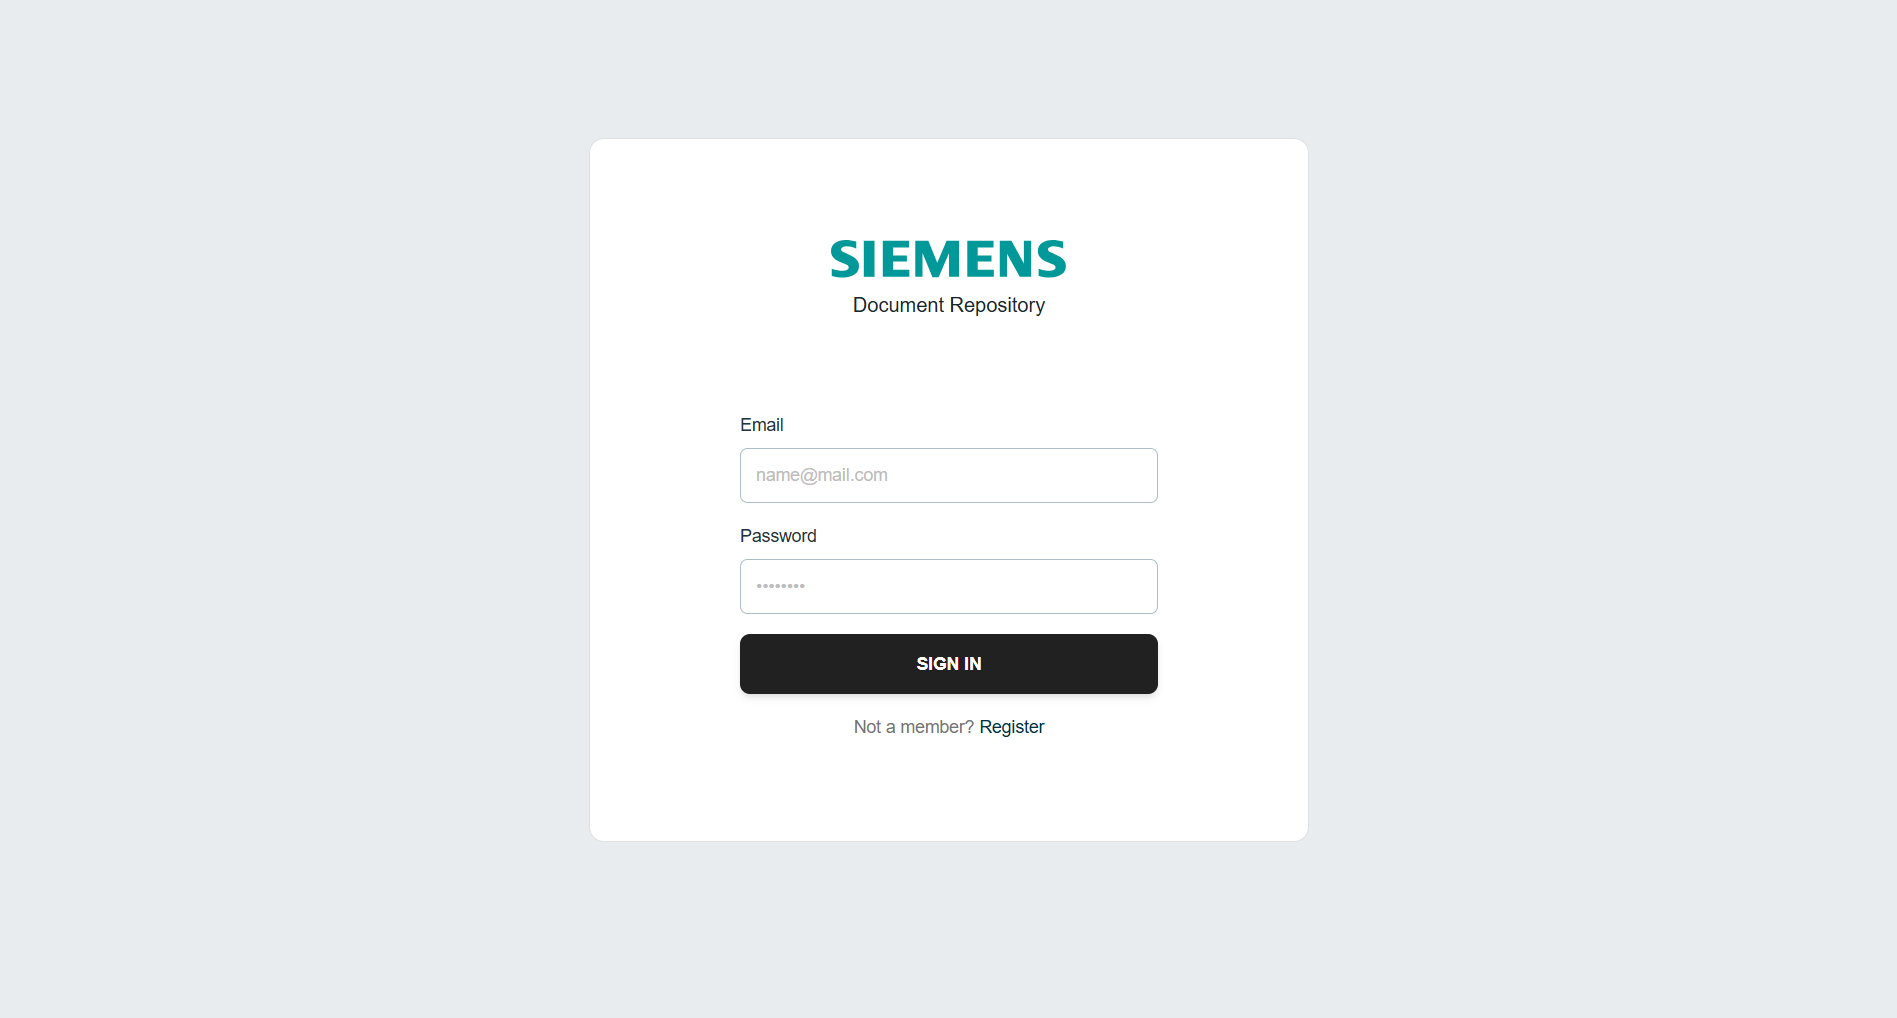 SIEMENS
Document Repository
Email
name@mail.com
Password
••••••••
SIGN IN
Not a member? Register